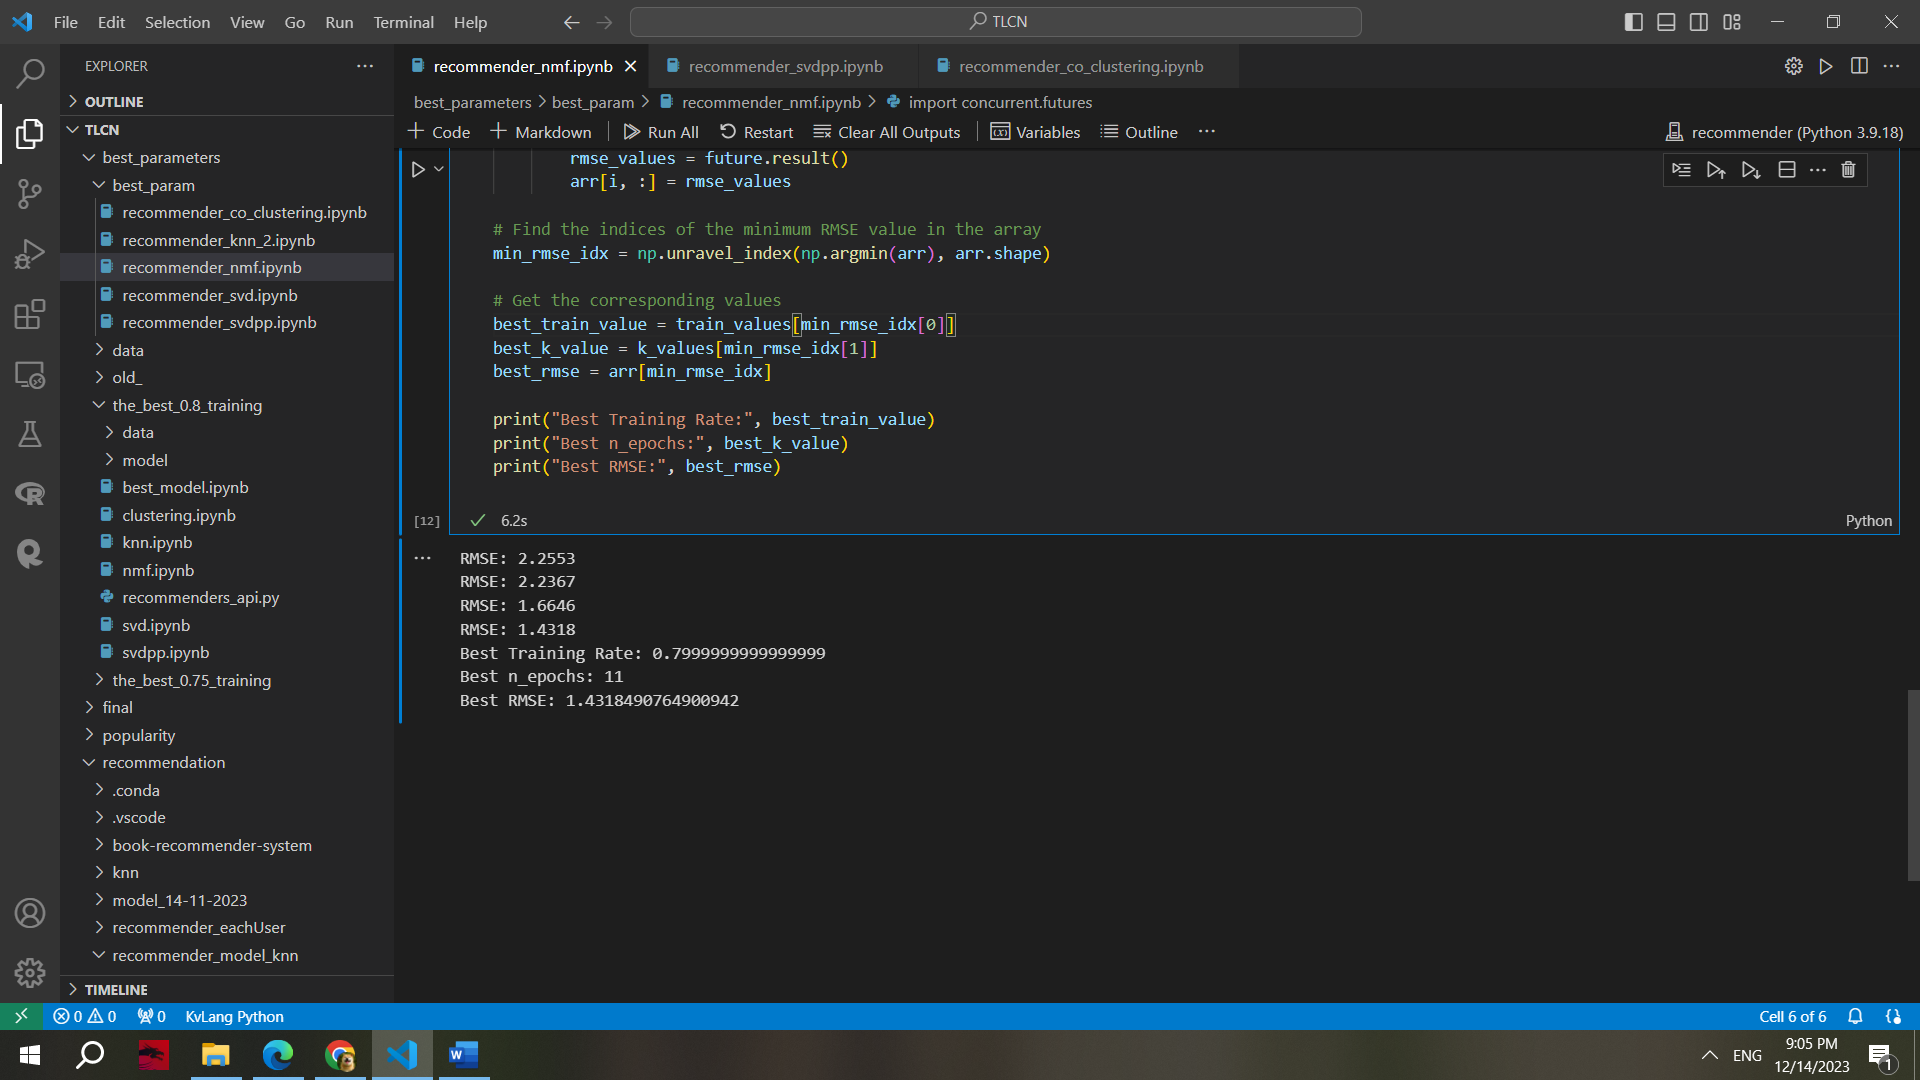 File Edit Selection View Go Run Terminal Help
TLCN
EXPLORER
OUTLINE
TLCN
best_parameters
best_param
recommender_co_clustering.ipynb
recommender_knn_2.ipynb
recommender_nmf.ipynb
recommender_svd.ipynb
recommender_svdpp.ipynb
data
old_
the_best_0.8_training
data
model
best_model.ipynb
clustering.ipynb
knn.ipynb
nmf.ipynb
recommenders_api.py
svd.ipynb
svdpp.ipynb
the_best_0.75_training
final
popularity
recommendation
.conda
.vscode
book-recommender-system
knn
model_14-11-2023
recommender_eachUser
recommender_model_knn
TIMELINE
recommender_nmf.ipynb recommender_svdpp.ipynb recommender_co_clustering.ipynb
best_parameters > best_param > recommender_nmf.ipynb > import concurrent.futures
+ Code + Markdown Run All Restart Clear All Outputs Variables Outline ... recommender (Python 3.9.18)
rmse_values = future.result()
arr[i, :] = rmse_values
# Find the indices of the minimum RMSE value in the array
min_rmse_idx = np.unravel_index(np.argmin(arr), arr.shape)
# Get the corresponding values
best_train_value = train_values[min_rmse_idx[0]]
best_k_value = k_values[min_rmse_idx[1]]
best_rmse = arr[min_rmse_idx]
print("Best Training Rate:", best_train_value)
print("Best n_epochs:", best_k_value)
print("Best RMSE:", best_rmse)
[12] 6.2s Python
RMSE: 2.2553
RMSE: 2.2367
RMSE: 1.6646
RMSE: 1.4318
Best Training Rate: 0.7999999999999999
Best n_epochs: 11
Best RMSE: 1.4318490764900942
0 0 0 KvLang Python Cell 6 of 6
ENG
9:05 PM
12/14/2023
1